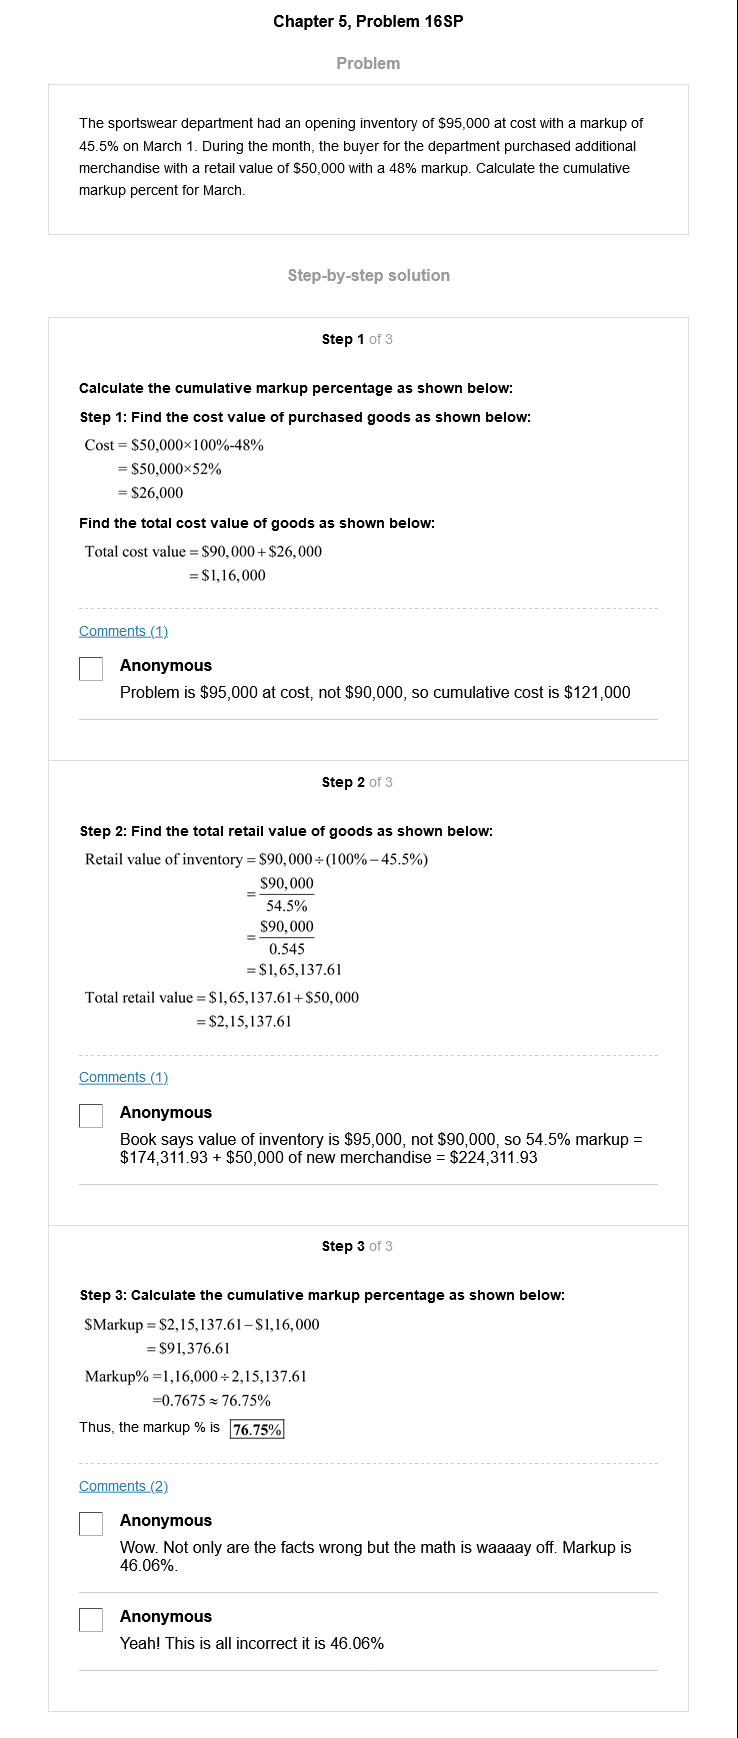 Chapter 5, Problem 16SP
Problem
The sportswear department had an opening inventory of $95,000 at cost with a markup of
45.5% on March 1. During the month, the buyer for the department purchased additional
merchandise with a retail value of $50,000 with a 48% markup. Calculate the cumulative
markup percent for March.
Step-by-step solution
Step 1 of 3
Calculate the cumulative markup percentage as shown below:
Step 1: Find the cost value of purchased goods as shown below:
Cost = $50,000×100%-48%
= $50,000×52%
= $26,000
Find the total cost value of goods as shown below:
Total cost value = $90,000 + $26,000
= $1,16,000
Comments (1)
Anonymous
Problem is $95,000 at cost, not $90,000, so cumulative cost is $121,000
Step 2 of 3
Step 2: Find the total retail value of goods as shown below:
Retail value of inventory = $90,000 ÷ (100% − 45.5%)
= $90,000
54.5%
= $90,000
0.545
= $1,65,137.61
Total retail value = $1,65,137.61 + $50,000
= $2,15,137.61
Comments (1)
Anonymous
Book says value of inventory is $95,000, not $90,000, so 54.5% markup =
$174,311.93 + $50,000 of new merchandise = $224,311.93
Step 3 of 3
Step 3: Calculate the cumulative markup percentage as shown below:
$Markup = $2,15,137.61 − $1,16,000
= $91,376.61
Markup% =1,16,000 ÷ 2,15,137.61
=0.7675 ≈ 76.75%
Thus, the markup % is 76.75%
Comments (2)
Anonymous
Wow. Not only are the facts wrong but the math is waaaay off. Markup is
46.06%.
Anonymous
Yeah! This is all incorrect it is 46.06%